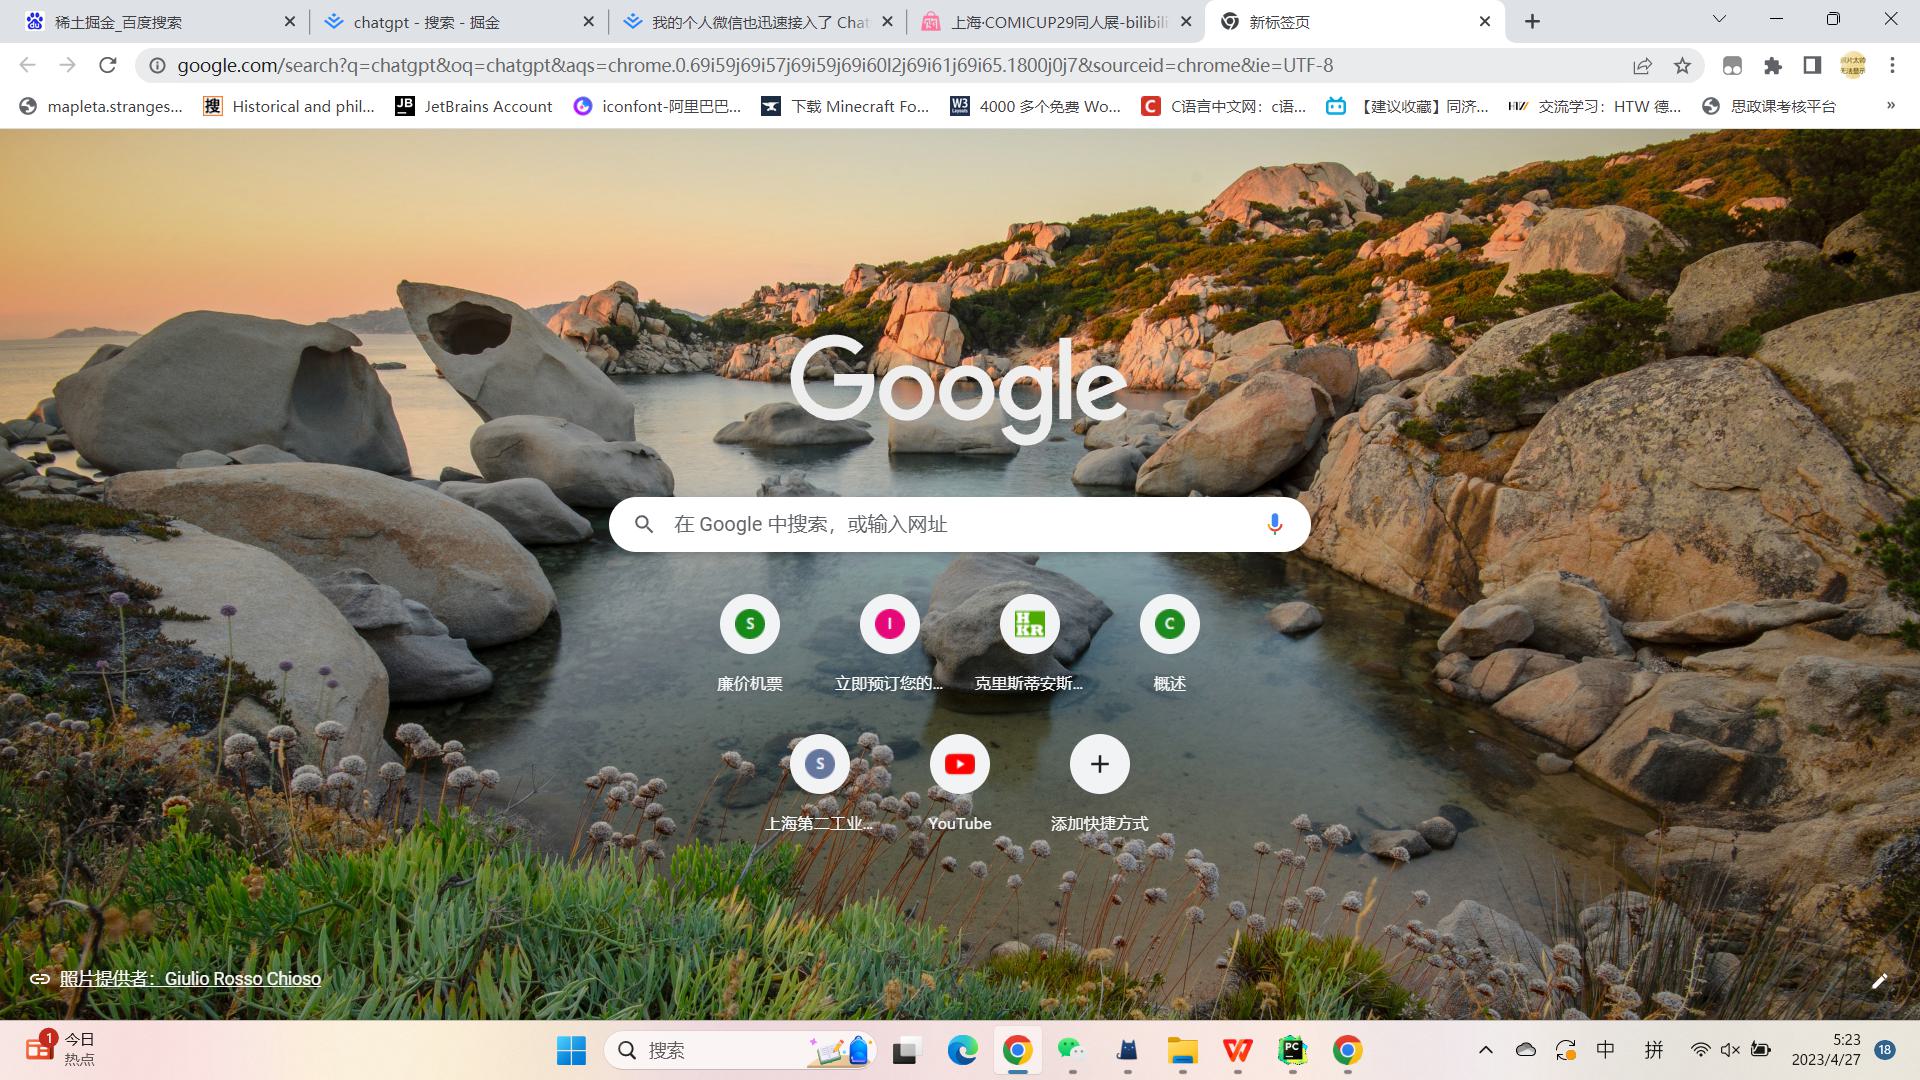 稀土掘金_百度搜索
chatgpt - 搜索 - 掘金
我的个人微信也迅速接入了 Chat
上海·COMICUP29同人展-bilibili
新标签页
google.com/search?q=chatgpt&oq=chatgpt&aqs=chrome.0.69i59j69i57j69i59j69i60l2j69i61j69i65.1800j0j7&sourceid=chrome&ie=UTF-8
mapleta.stranges...
搜 Historical and phil...
JB JetBrains Account
iconfont-阿里巴巴...
下载 Minecraft Fo...
W3 4000 多个免费 Wo...
C C语言中文网：c语...
【建议收藏】同济...
交流学习：HTW 德...
思政课考核平台
»
Google
在 Google 中搜索，或输入网址
S
I
HKR
C
廉价机票
立即预订您的...
克里斯蒂安斯...
概述
S
上海第二工业...
YouTube
添加快捷方式
照片提供者：Giulio Rosso Chioso
1
今日
热点
搜索
PC
中
拼
5:23
2023/4/27
18